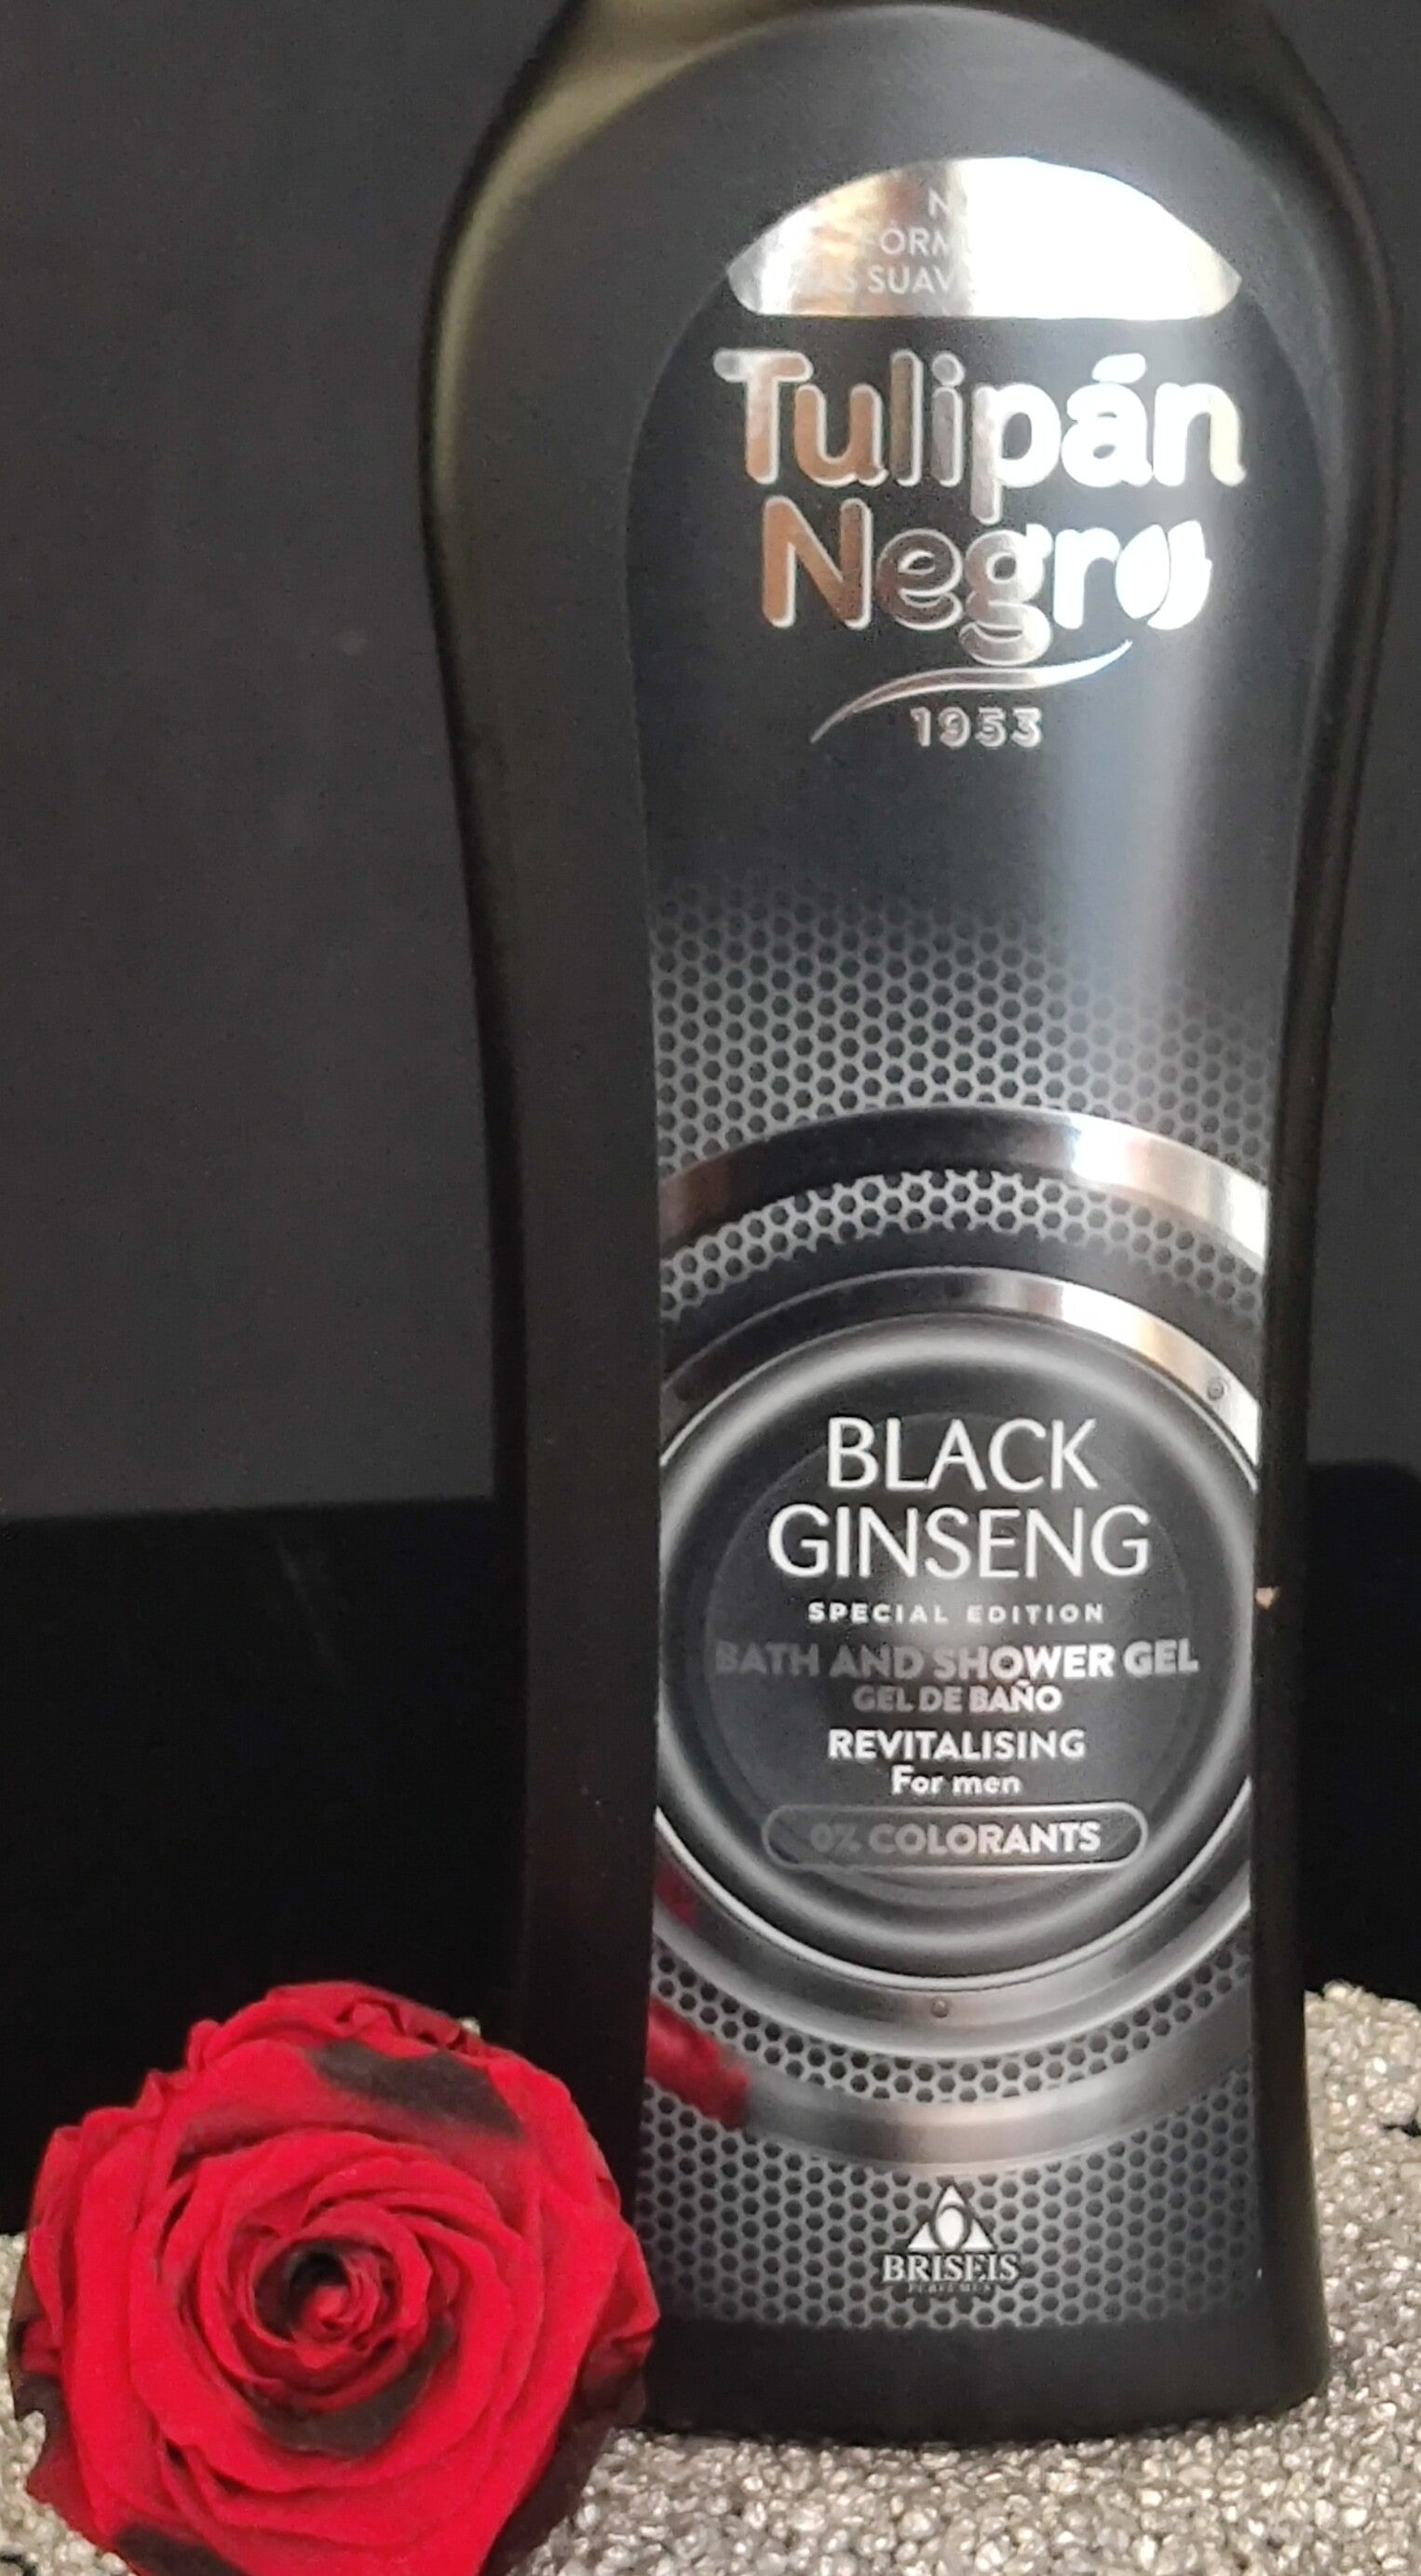 Tulipán
Negro
1953
BLACK
GINSENG
SPECIAL EDITION
BATH AND SHOWER GEL
GEL DE BAÑO
REVITALISING
For men
0% COLORANTS
BRISEIS
PERFUMES